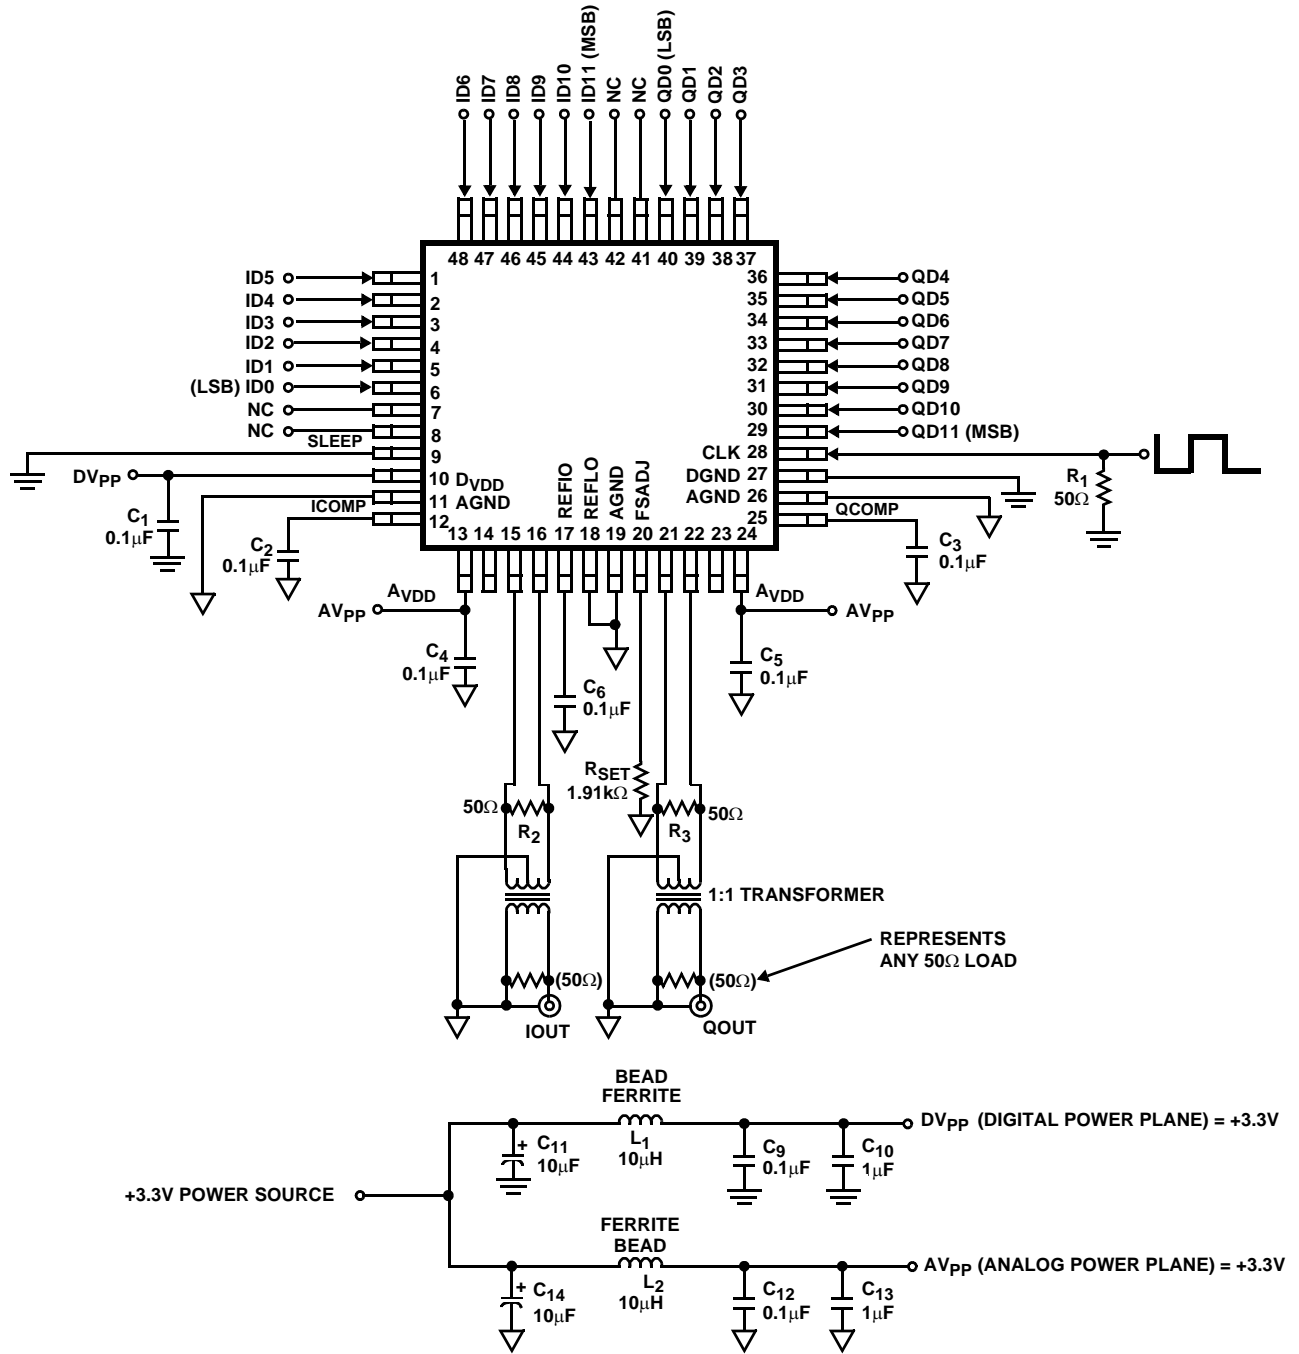 ID6
ID7
ID8
ID9
ID10
ID11 (MSB)
NC
NC
QD0 (LSB)
QD1
QD2
QD3
48 47 46 45 44 43 42 41 40 39 38 37
ID5
ID4
ID3
ID2
ID1
(LSB) ID0
NC
NC
SLEEP
DVPP
ICOMP
1
2
3
4
5
6
7
8
9
10 DVDD
11 AGND
12
36
35
34
33
32
31
30
29
CLK 28
DGND 27
AGND 26
25
QD4
QD5
QD6
QD7
QD8
QD9
QD10
QD11 (MSB)
QCOMP
R1
50Ω
REFIO
REFLO
AGND
FSADJ
13 14 15 16 17 18 19 20 21 22 23 24
C1
0.1μF
C2
0.1μF
C3
0.1μF
AVPP
AVDD
AVDD
AVPP
C4
0.1μF
C5
0.1μF
C6
0.1μF
RSET
1.91kΩ
50Ω
R2
R3
50Ω
1:1 TRANSFORMER
REPRESENTS
ANY 50Ω LOAD
(50Ω)
(50Ω)
IOUT
QOUT
BEAD
FERRITE
+
C11
10μF
L1
10μH
C9
0.1μF
C10
1μF
DVPP (DIGITAL POWER PLANE) = +3.3V
+3.3V POWER SOURCE
FERRITE
BEAD
+
C14
10μF
L2
10μH
C12
0.1μF
C13
1μF
AVPP (ANALOG POWER PLANE) = +3.3V